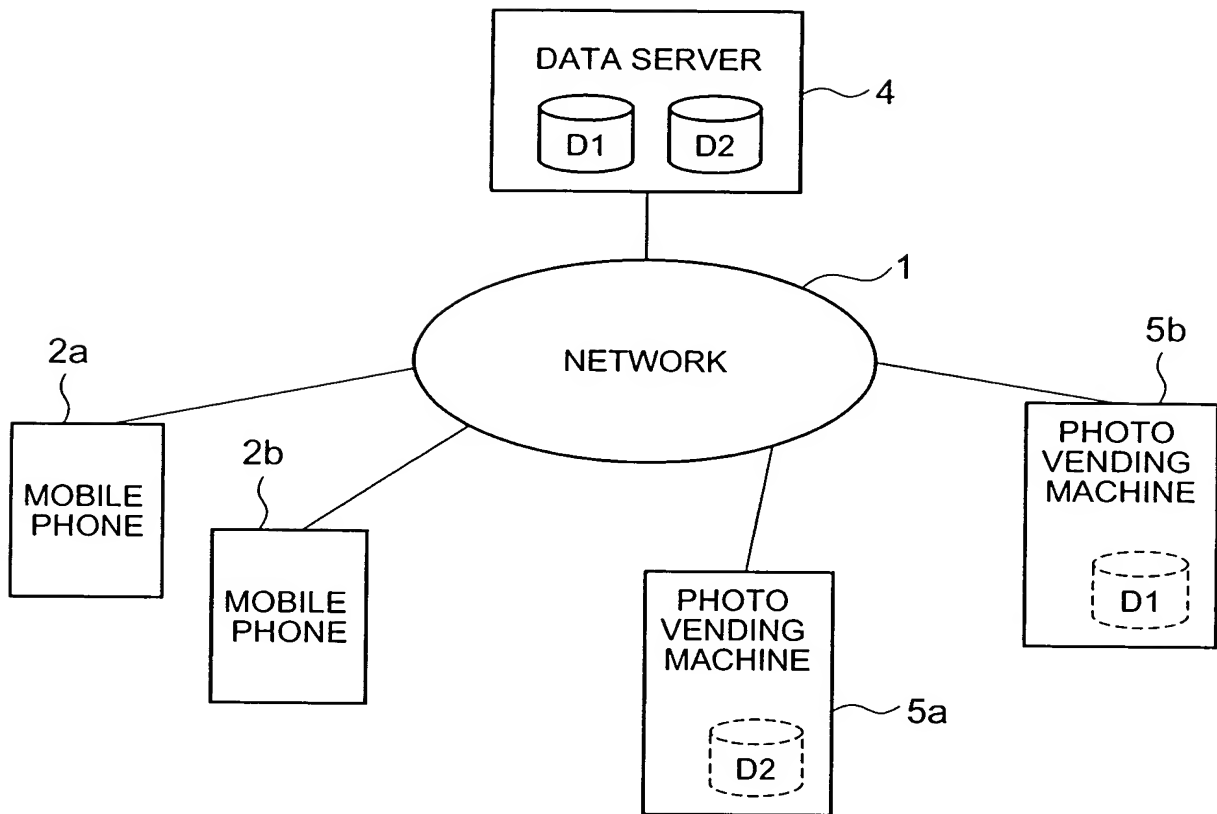 DATA SERVER
D1 D2
4
1
NETWORK
2a
MOBILE
PHONE
2b
MOBILE
PHONE
5b
PHOTO
VENDING
MACHINE
D1
PHOTO
VENDING
MACHINE
D2
5a